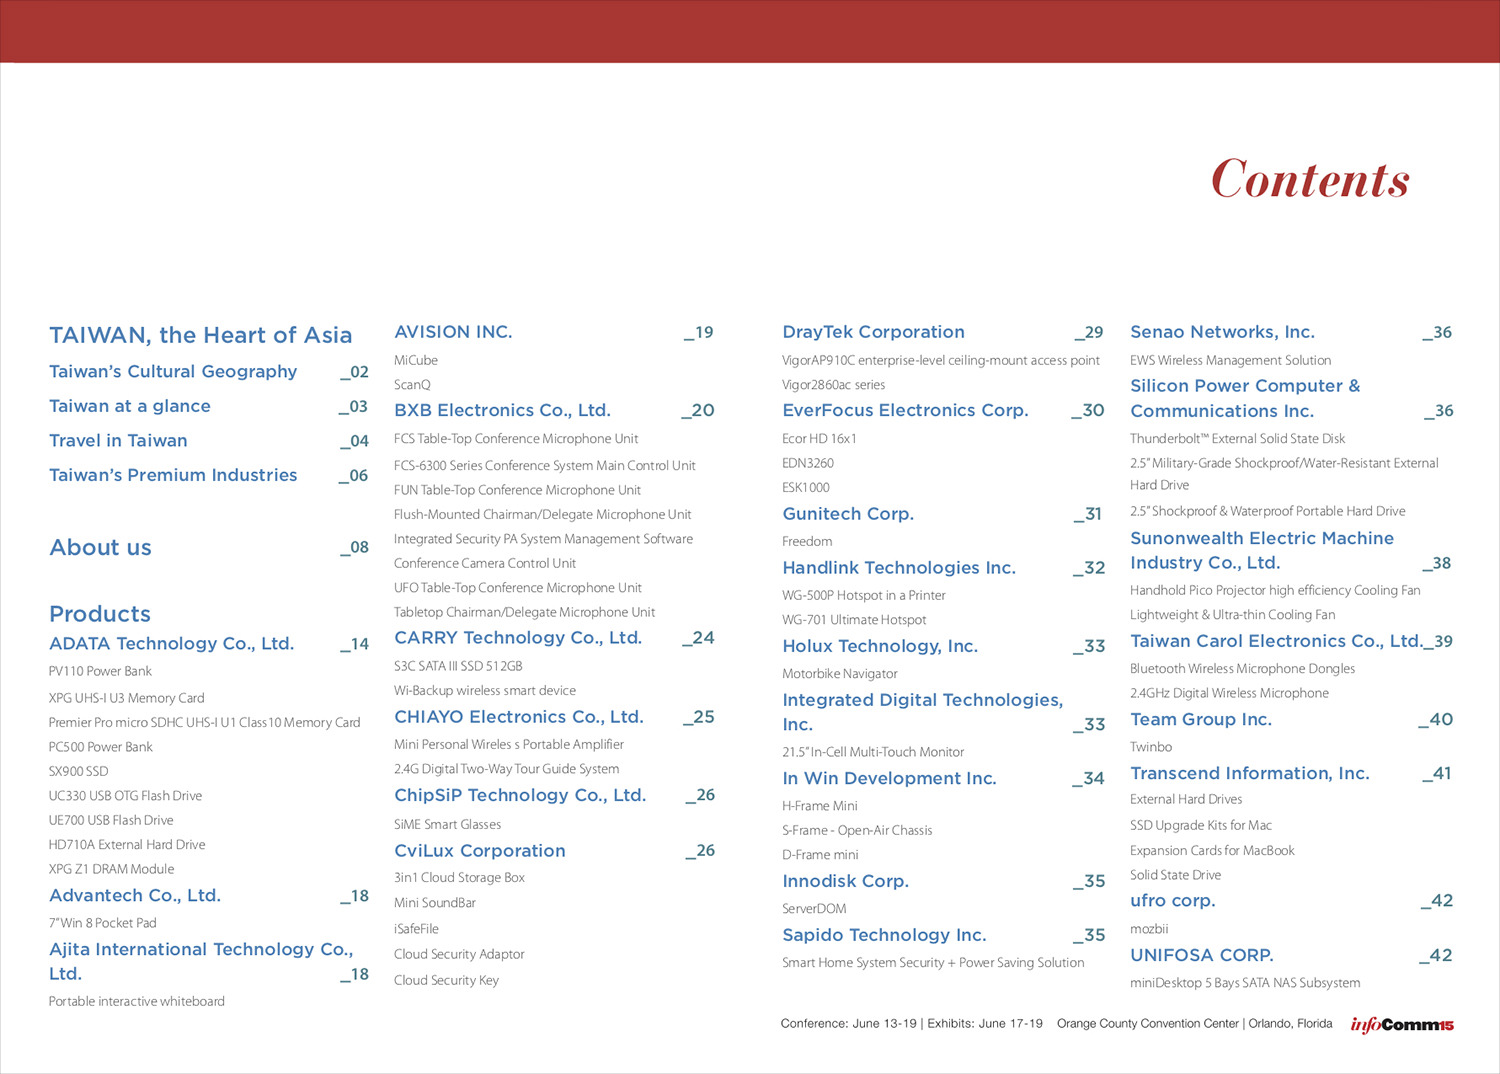 Contents
TAIWAN, the Heart of Asia
Taiwan's Cultural Geography _02
Taiwan at a glance _03
Travel in Taiwan _04
Taiwan's Premium Industries _06
About us _08
Products
ADATA Technology Co., Ltd. _14
PV110 Power Bank
XPG UHS-I U3 Memory Card
Premier Pro micro SDHC UHS-I U1 Class10 Memory Card
PC500 Power Bank
SX900 SSD
UC330 USB OTG Flash Drive
UE700 USB Flash Drive
HD710A External Hard Drive
XPG Z1 DRAM Module
Advantech Co., Ltd. _18
7" Win 8 Pocket Pad
Ajita International Technology Co.,
Ltd. _18
Portable interactive whiteboard
AVISION INC. _19
MiCube
ScanQ
BXB Electronics Co., Ltd. _20
FCS Table-Top Conference Microphone Unit
FCS-6300 Series Conference System Main Control Unit
FUN Table-Top Conference Microphone Unit
Flush-Mounted Chairman/Delegate Microphone Unit
Integrated Security PA System Management Software
Conference Camera Control Unit
UFO Table-Top Conference Microphone Unit
Tabletop Chairman/Delegate Microphone Unit
CARRY Technology Co., Ltd. _24
S3C SATA III SSD 512GB
Wi-Backup wireless smart device
CHIAYO Electronics Co., Ltd. _25
Mini Personal Wireles s Portable Amplifier
2.4G Digital Two-Way Tour Guide System
ChipSiP Technology Co., Ltd. _26
SiME Smart Glasses
CviLux Corporation _26
3in1 Cloud Storage Box
Mini SoundBar
iSafeFile
Cloud Security Adaptor
Cloud Security Key
DrayTek Corporation _29
VigorAP910C enterprise-level ceiling-mount access point
Vigor2860ac series
EverFocus Electronics Corp. _30
Ecor HD 16x1
EDN3260
ESK1000
Gunitech Corp. _31
Freedom
Handlink Technologies Inc. _32
WG-500P Hotspot in a Printer
WG-701 Ultimate Hotspot
Holux Technology, Inc. _33
Motorbike Navigator
Integrated Digital Technologies,
Inc. _33
21.5" In-Cell Multi-Touch Monitor
In Win Development Inc. _34
H-Frame Mini
S-Frame - Open-Air Chassis
D-Frame mini
Innodisk Corp. _35
ServerDOM
Sapido Technology Inc. _35
Smart Home System Security + Power Saving Solution
Senao Networks, Inc. _36
EWS Wireless Management Solution
Silicon Power Computer &
Communications Inc. _36
Thunderbolt™ External Solid State Disk
2.5" Military-Grade Shockproof/Water-Resistant External
Hard Drive
2.5" Shockproof & Waterproof Portable Hard Drive
Sunonwealth Electric Machine
Industry Co., Ltd. _38
Handhold Pico Projector high efficiency Cooling Fan
Lightweight & Ultra-thin Cooling Fan
Taiwan Carol Electronics Co., Ltd._39
Bluetooth Wireless Microphone Dongles
2.4GHz Digital Wireless Microphone
Team Group Inc. _40
Twinbo
Transcend Information, Inc. _41
External Hard Drives
SSD Upgrade Kits for Mac
Expansion Cards for MacBook
Solid State Drive
ufro corp. _42
mozbii
UNIFOSA CORP. _42
miniDesktop 5 Bays SATA NAS Subsystem
Conference: June 13-19 | Exhibits: June 17-19 Orange County Convention Center | Orlando, Florida infoComm15